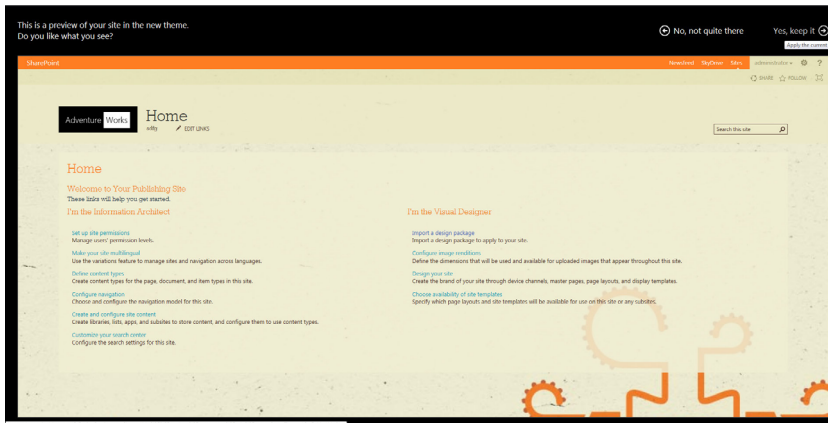 This is a preview of your site in the new theme.
Do you like what you see?
No, not quite there
Yes, keep it
Apply the current
SharePoint
Newsfeed SkyDrive Sites
administrator
?
SHARE FOLLOW
Adventure Works
Home
EDIT LINKS
Search this site
Home
Welcome to Your Publishing Site
These links will help you get started.
I'm the Information Architect
Set up site permissions
Manage users' permission levels.
Make your site multilingual
Use the variations feature to manage sites and navigation across languages.
Define content types
Create content types for the page, document, and item types in this site.
Configure navigation
Choose and configure the navigation model for this site.
Create and configure site content
Create libraries, lists, apps, and subsites to store content, and configure them to use content types.
Customize your search center
Configure the search settings for this site.
I'm the Visual Designer
Import a design package
Import a design package to apply to your site.
Configure image renditions
Define the dimensions that will be used and available for uploaded images that appear throughout this site.
Design your site
Create the brand of your site through device channels, master pages, page layouts, and display templates.
Choose availability of site templates
Specify which page layouts and site templates will be available for use on this site or any subsites.